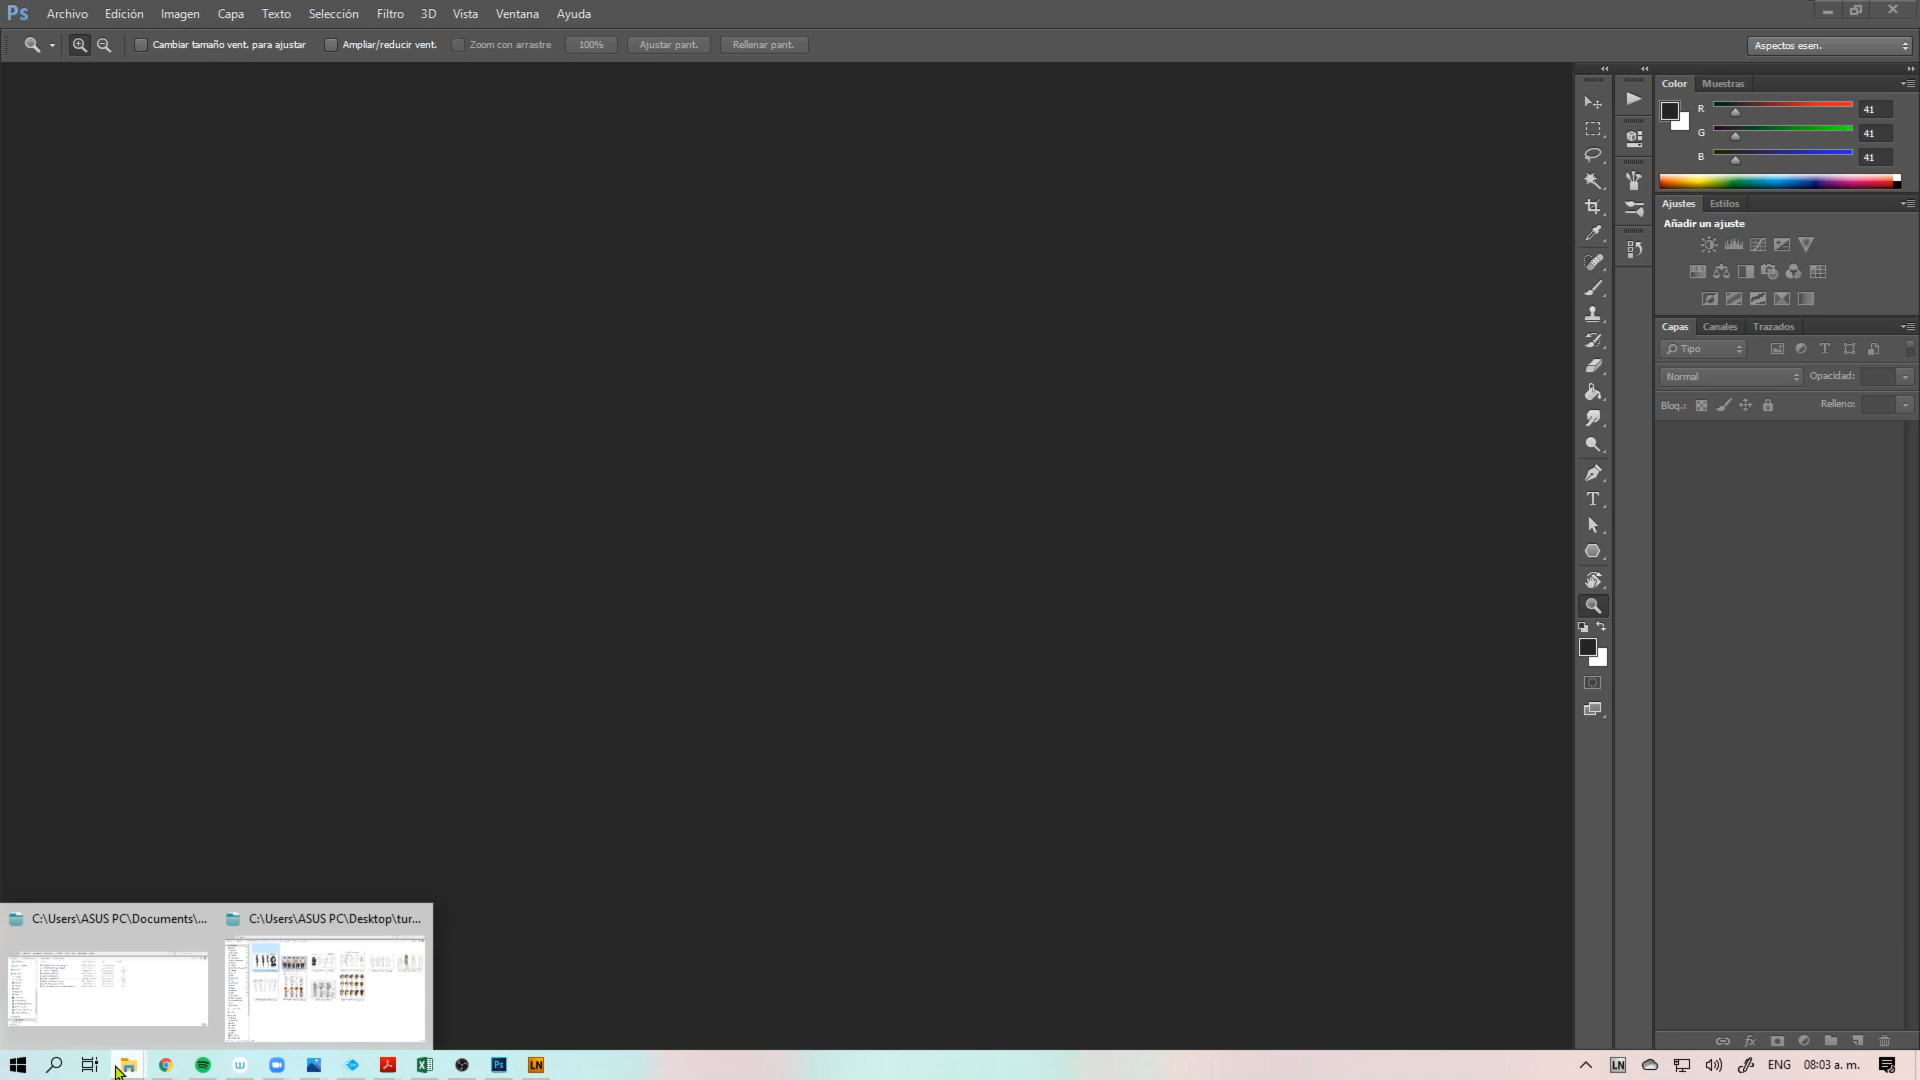 Ps Archivo Edición Imagen Capa Texto Selección Filtro 3D Vista Ventana Ayuda
Cambiar tamaño vent. para ajustar Ampliar/reducir vent. Zoom con arrastre 100% Ajustar pant. Rellenar pant. Aspectos esen.
Color Muestras
R 41
G 41
B 41
Ajustes Estilos
Añadir un ajuste
Capas Canales Trazados
Tipo
Normal Opacidad:
Bloq.: Relleno:
C:\Users\ASUS PC\Documents\... C:\Users\ASUS PC\Desktop\tur...
W Ps LN LN ENG 08:03 a. m.